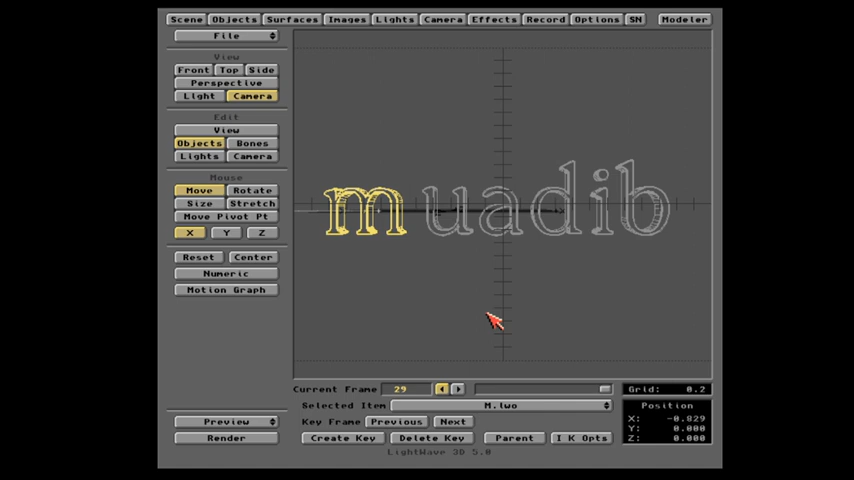 Scene Objects Surfaces Images Lights Camera Effects Record Options SN Modeler
File
View
Front Top Side
Perspective
Light Camera
Edit
View
Objects Bones
Lights Camera
Mouse
Move Rotate
Size Stretch
Move Pivot Pt
X Y Z
Reset Center
Numeric
Motion Graph
muadib
Current Frame 29
Grid: 0.2
Selected Item M.lwo
Position
X: -0.829
Y: 0.000
Z: 0.000
Key Frame Previous Next
Create Key Delete Key Parent I K Opts
Preview
Render
LightWave 3D 5.0